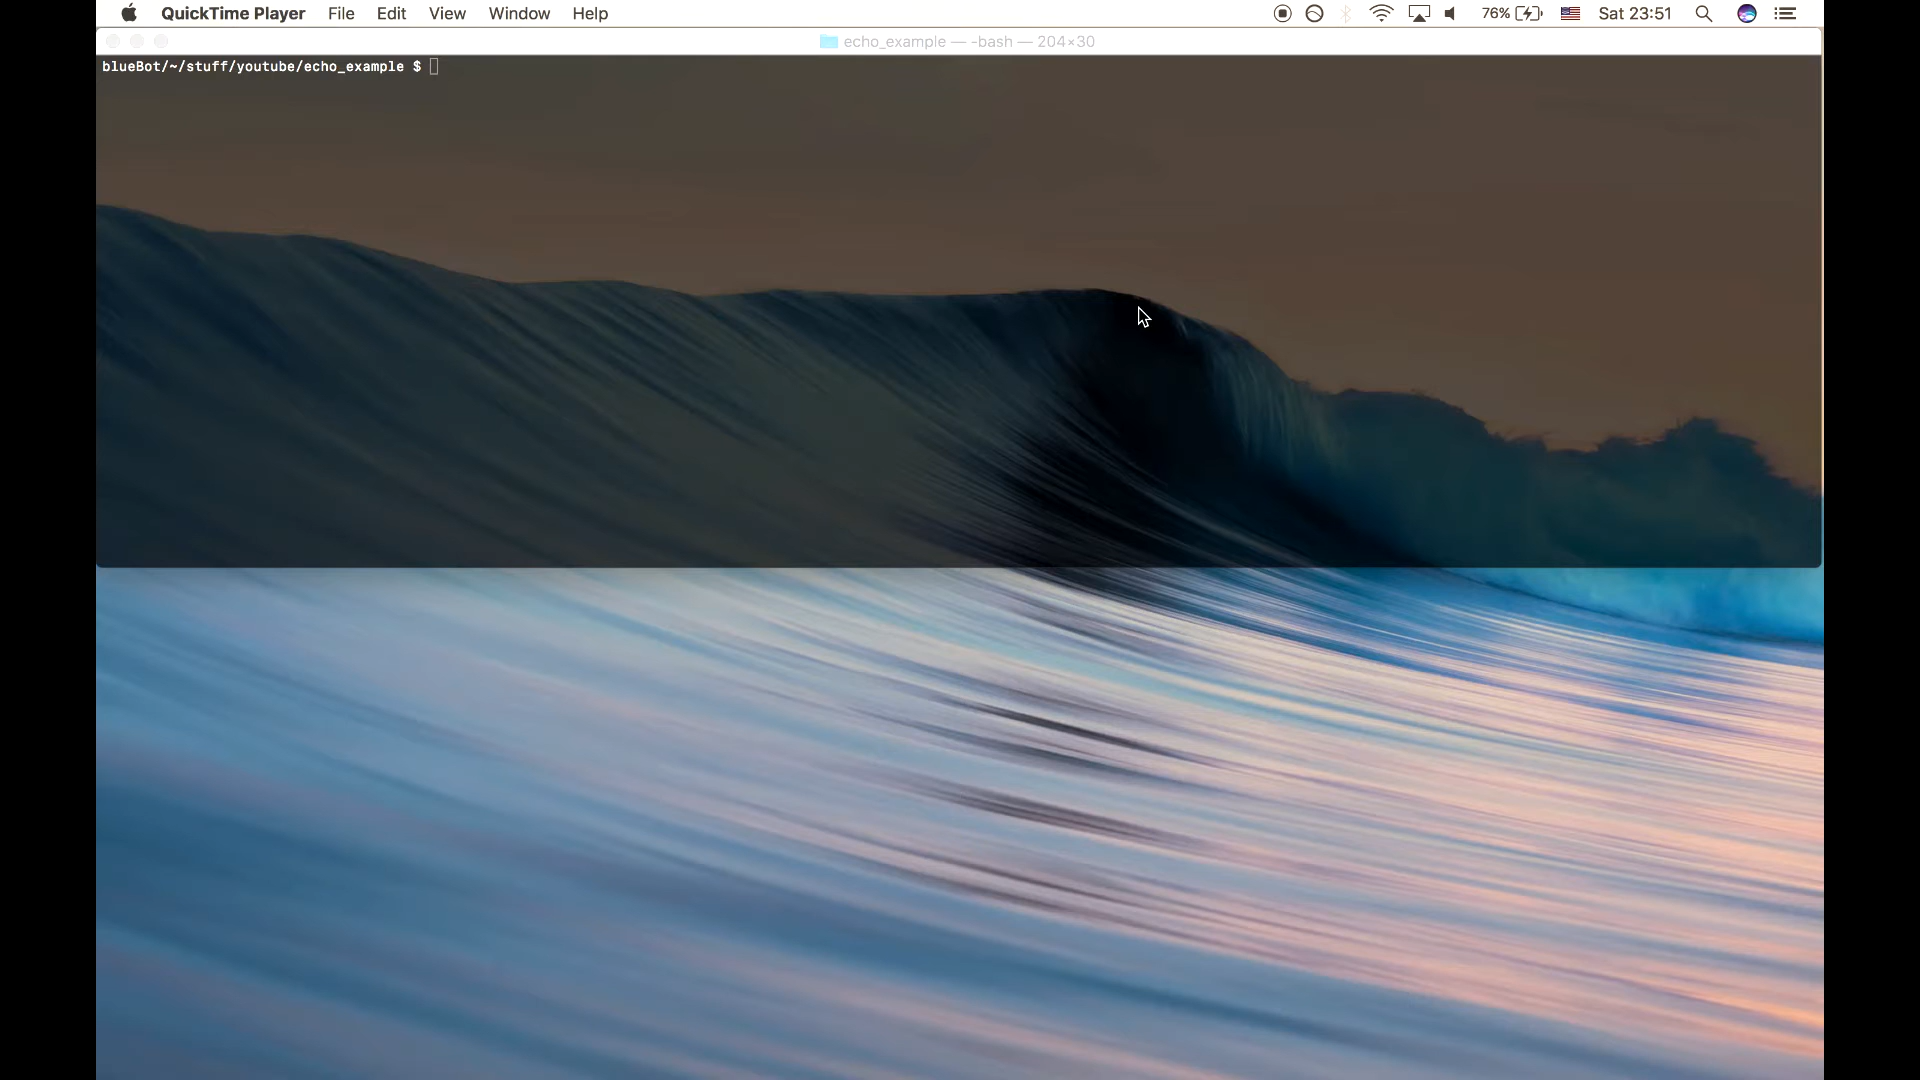 QuickTime Player File Edit View Window Help 76% Sat 23:51
echo_example — -bash — 204×30
blueBot/~/stuff/youtube/echo_example $